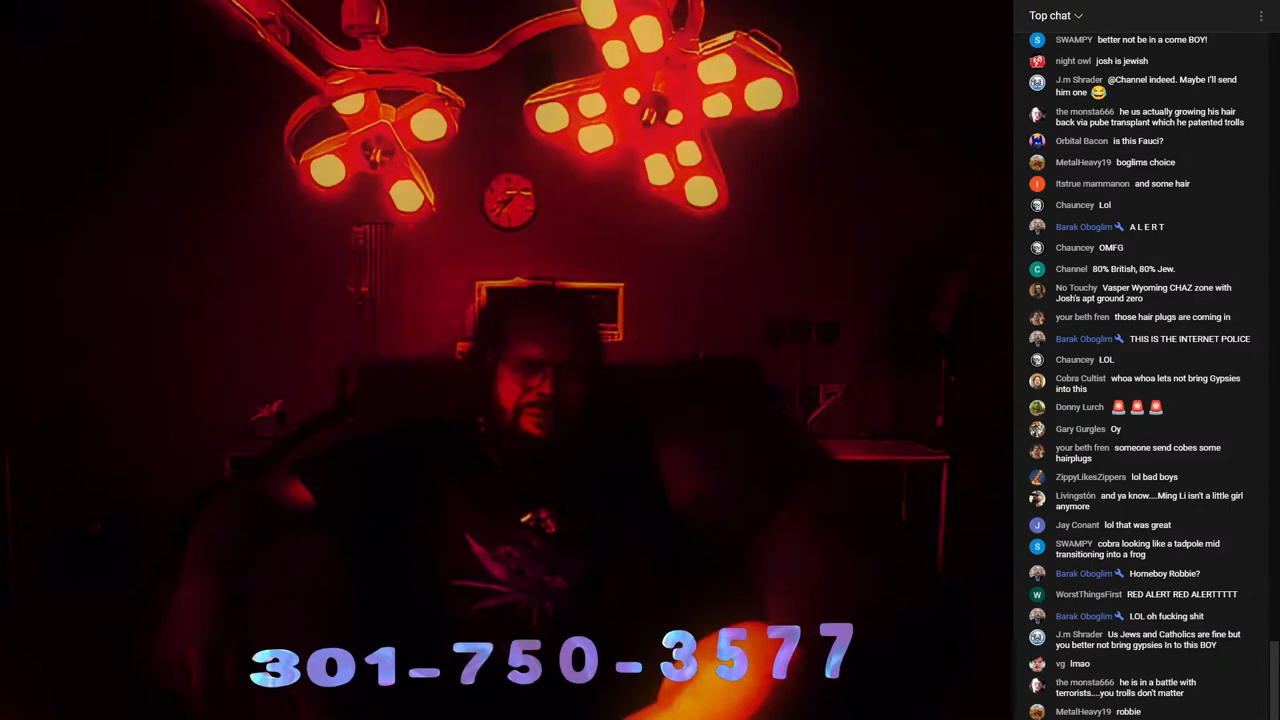 301-750-3577
Top chat
SWAMPY better not be in a come BOY!
night owl josh is jewish
J.m Shrader @Channel indeed. Maybe I'll send
him one 😂
the monsta666 he us actually growing his hair
back via pube transplant which he patented trolls
Orbital Bacon is this Fauci?
MetalHeavy19 boglims choice
Itstrue mammanon and some hair
Chauncey Lol
Barak Oboglim A L E R T
Chauncey OMFG
Channel 80% British, 80% Jew.
No Touchy Vasper Wyoming CHAZ zone with
Josh's apt ground zero
your beth fren those hair plugs are coming in
Barak Oboglim THIS IS THE INTERNET POLICE
Chauncey LOL
Cobra Cultist whoa whoa lets not bring Gypsies
into this
Donny Lurch 🚨 🚨 🚨
Gary Gurgles Oy
your beth fren someone send cobes some
hairplugs
ZippyLikesZippers lol bad boys
Livingstón and ya know....Ming Li isn't a little girl
anymore
Jay Conant lol that was great
SWAMPY cobra looking like a tadpole mid
transitioning into a frog
Barak Oboglim Homeboy Robbie?
WorstThingsFirst RED ALERT RED ALERTTTTT
Barak Oboglim LOL oh fucking shit
J.m Shrader Us Jews and Catholics are fine but
you better not bring gypsies In to this BOY
vg lmao
the monsta666 he is in a battle with
terrorists....you trolls don't matter
MetalHeavy19 robbie